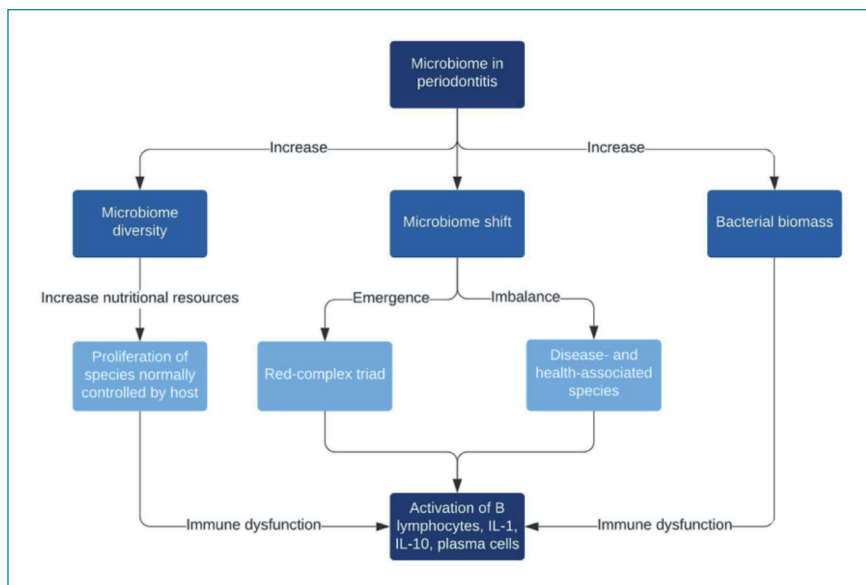 Microbiome in
periodontitis
Increase
Increase
Microbiome
diversity
Microbiome shift
Bacterial biomass
Increase nutritional resources
Emergence
Imbalance
Proliferation of
species normally
controlled by host
Red-complex triad
Disease- and
health-associated
species
Immune dysfunction
Activation of B
lymphocytes, IL-1,
IL-10, plasma cells
Immune dysfunction